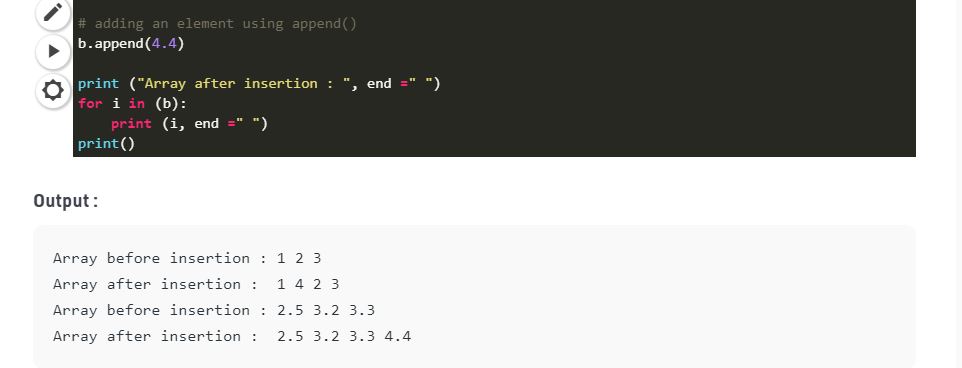 # adding an element using append()
b.append(4.4)
print ("Array after insertion : ", end =" ")
for i in (b):
print (i, end =" ")
print()
Output :
Array before insertion : 1 2 3
Array after insertion :  1 4 2 3
Array before insertion : 2.5 3.2 3.3
Array after insertion :  2.5 3.2 3.3 4.4